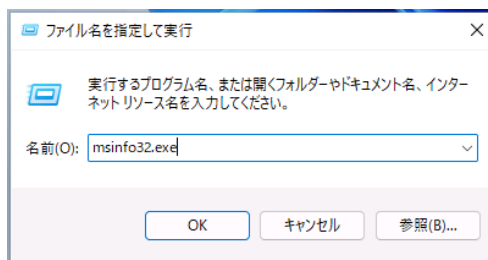 ファイル名を指定して実行
実行するプログラム名、または開くフォルダーやドキュメント名、インター
ネット リソース名を入力してください。
名前(O): msinfo32.exe
OK キャンセル 参照(B)...